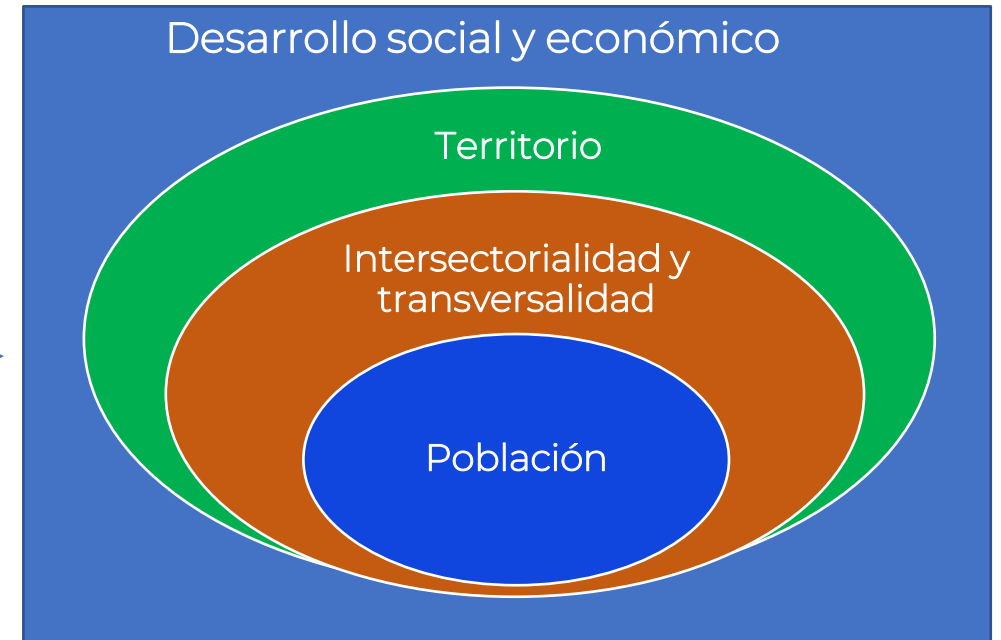 Desarrollo social y económico
Territorio
Intersectorialidad y
transversalidad
Población